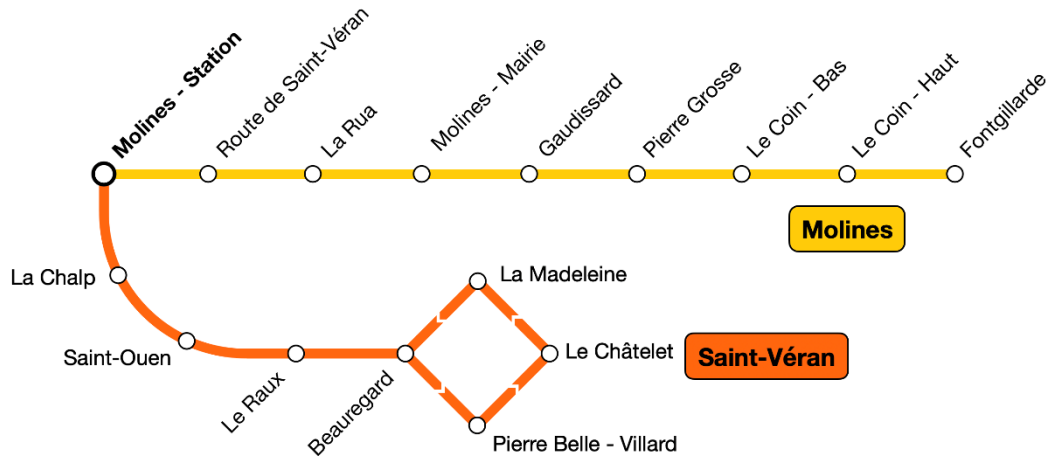 Molines - Station
Route de Saint-Véran
La Rua
Molines - Mairie
Gaudissard
Pierre Grosse
Le Coin - Bas
Le Coin - Haut
Fontgillarde
Molines
La Chalp
La Madeleine
Saint-Ouen
Le Châtelet
Saint-Véran
Le Raux
Beauregard
Pierre Belle - Villard